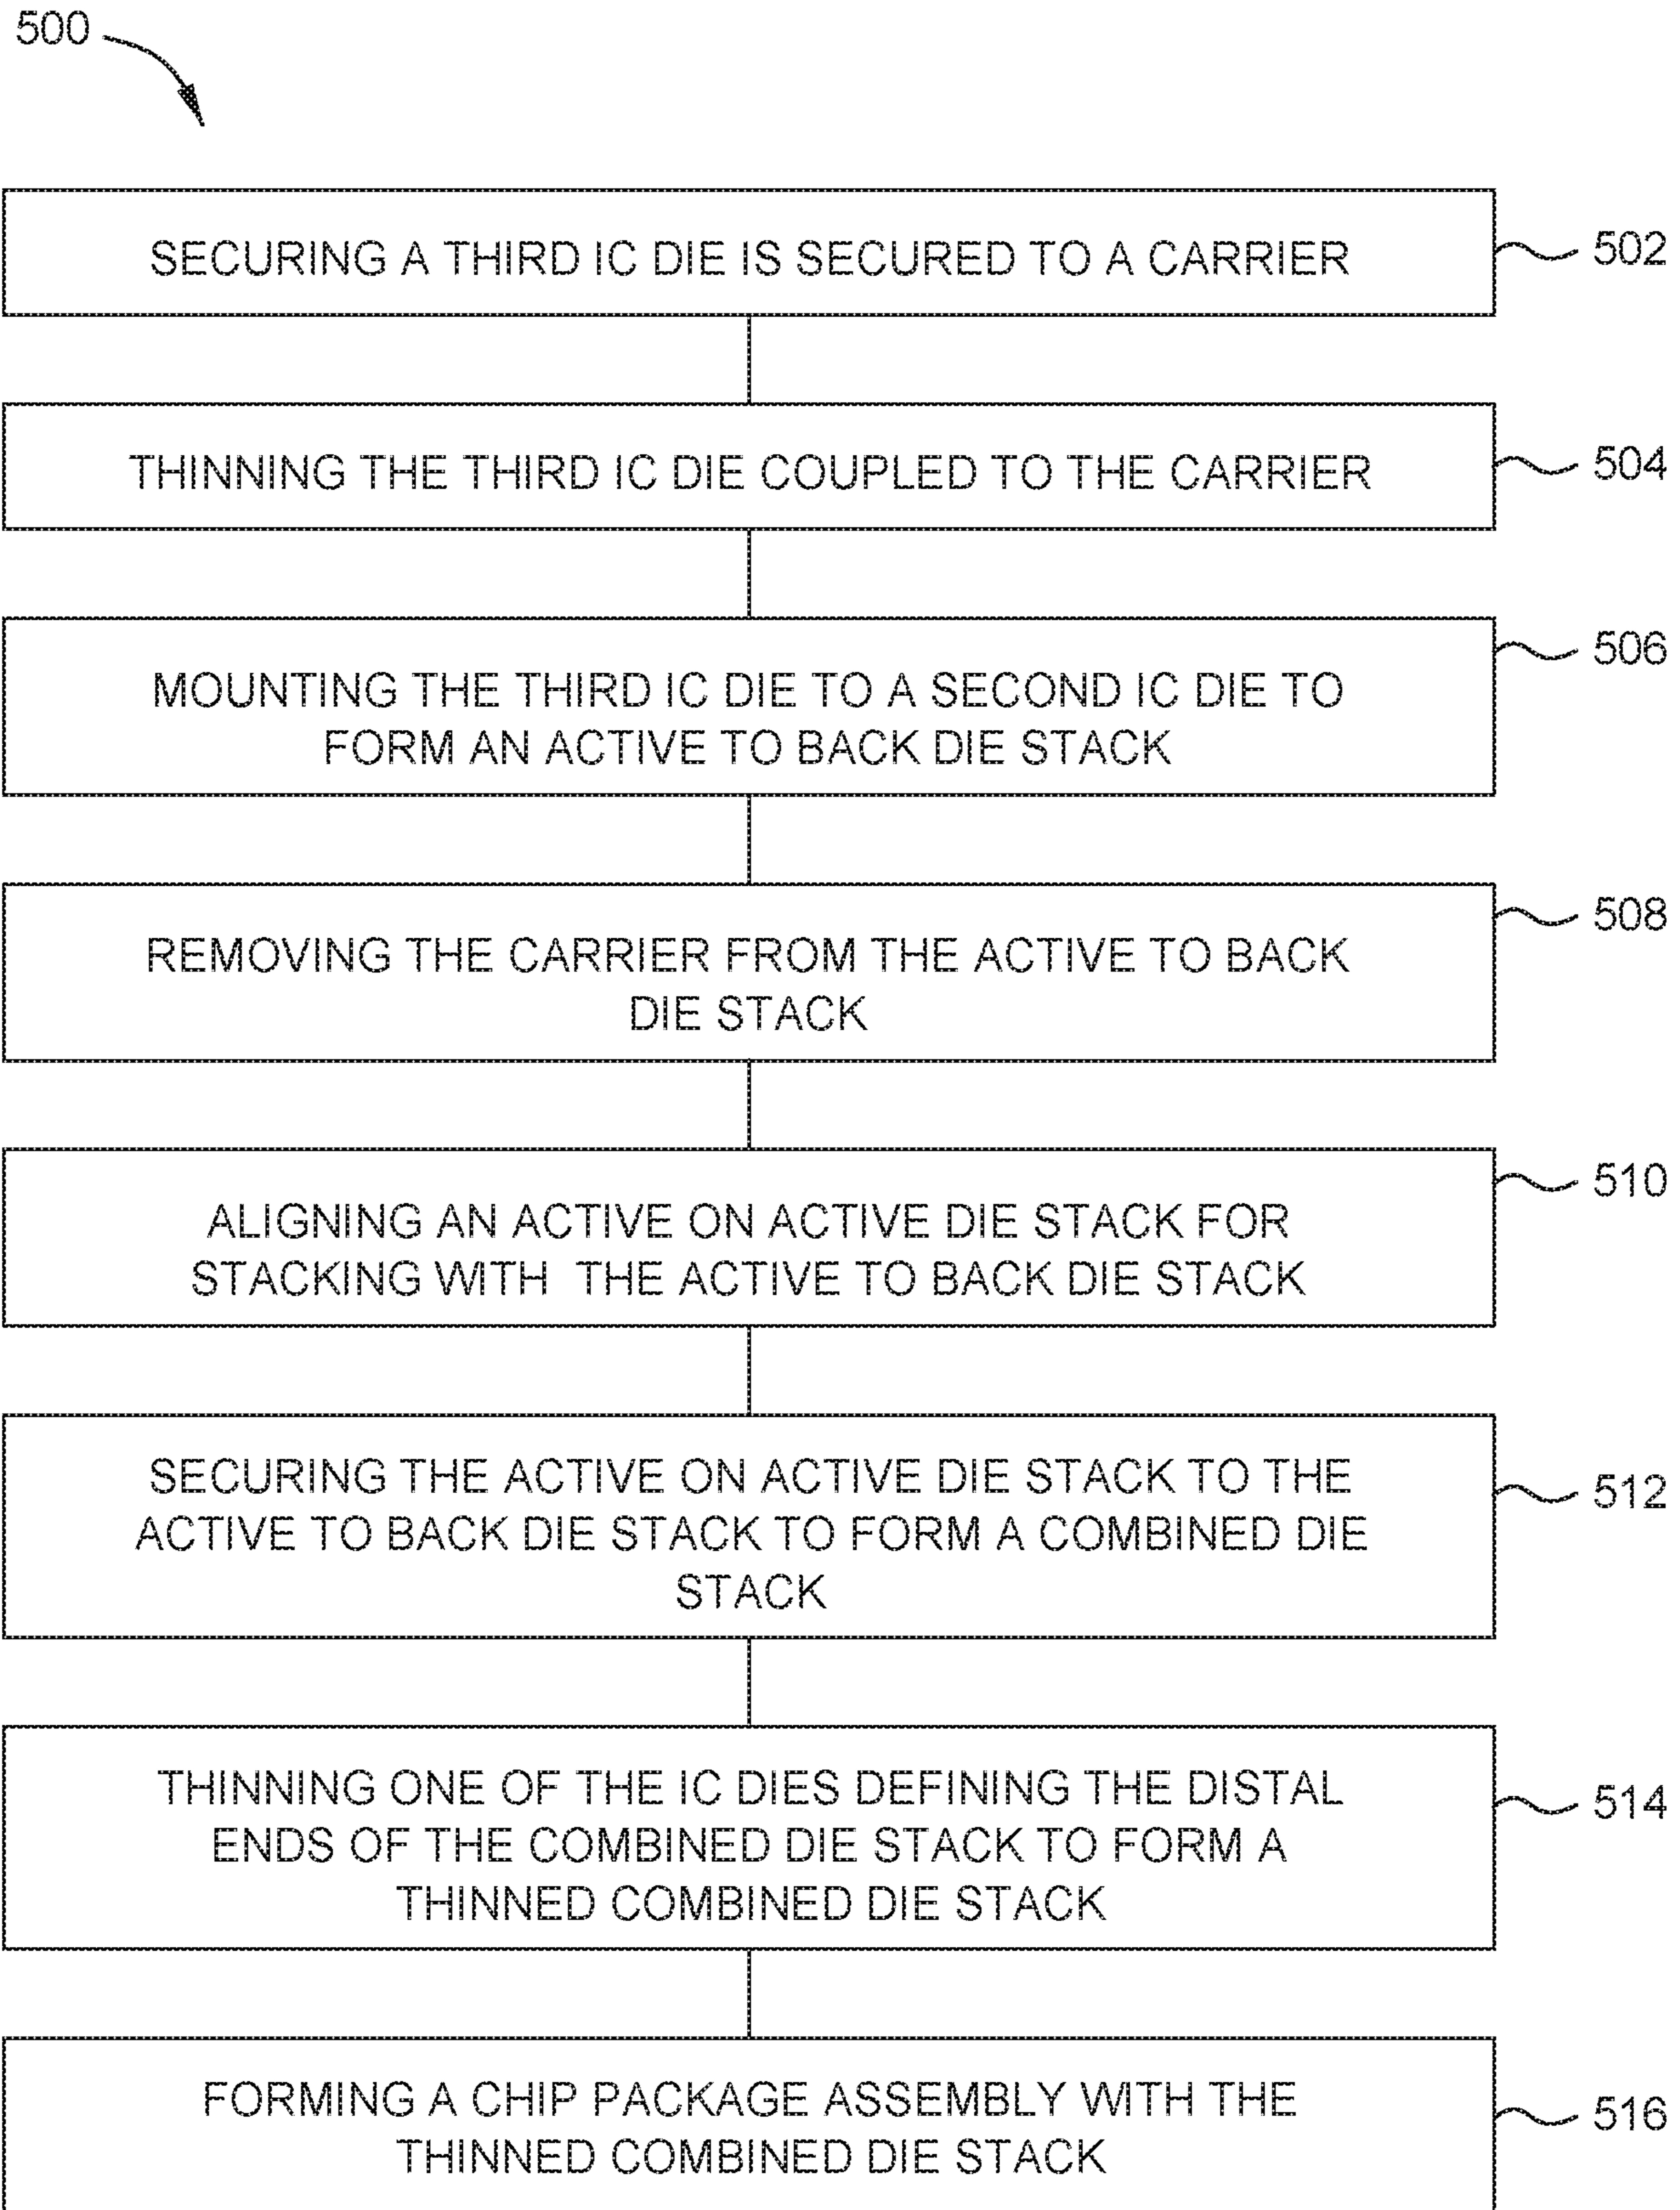 500
SECURING A THIRD IC DIE IS SECURED TO A CARRIER
502
THINNING THE THIRD IC DIE COUPLED TO THE CARRIER
504
MOUNTING THE THIRD IC DIE TO A SECOND IC DIE TO
FORM AN ACTIVE TO BACK DIE STACK
506
REMOVING THE CARRIER FROM THE ACTIVE TO BACK
DIE STACK
508
ALIGNING AN ACTIVE ON ACTIVE DIE STACK FOR
STACKING WITH THE ACTIVE TO BACK DIE STACK
510
SECURING THE ACTIVE ON ACTIVE DIE STACK TO THE
ACTIVE TO BACK DIE STACK TO FORM A COMBINED DIE
STACK
512
THINNING ONE OF THE IC DIES DEFINING THE DISTAL
ENDS OF THE COMBINED DIE STACK TO FORM A
THINNED COMBINED DIE STACK
514
FORMING A CHIP PACKAGE ASSEMBLY WITH THE
THINNED COMBINED DIE STACK
516